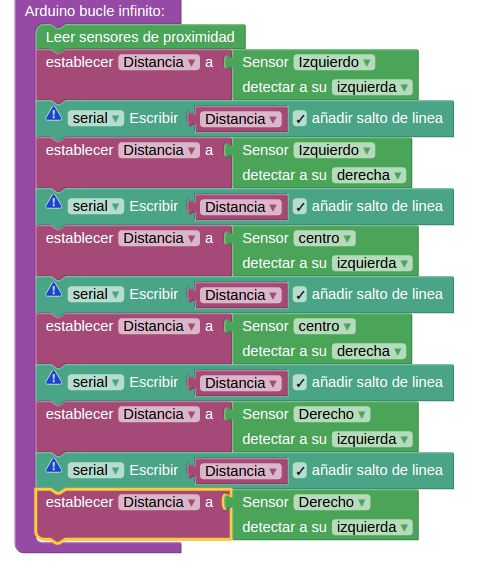 Arduino bucle infinito:
Leer sensores de proximidad
establecer Distancia a Sensor Izquierdo
detectar a su izquierda
serial Escribir Distancia añadir salto de linea
establecer Distancia a Sensor Izquierdo
detectar a su derecha
serial Escribir Distancia añadir salto de linea
establecer Distancia a Sensor centro
detectar a su izquierda
serial Escribir Distancia añadir salto de linea
establecer Distancia a Sensor centro
detectar a su derecha
serial Escribir Distancia añadir salto de linea
establecer Distancia a Sensor Derecho
detectar a su izquierda
serial Escribir Distancia añadir salto de linea
establecer Distancia a Sensor Derecho
detectar a su izquierda